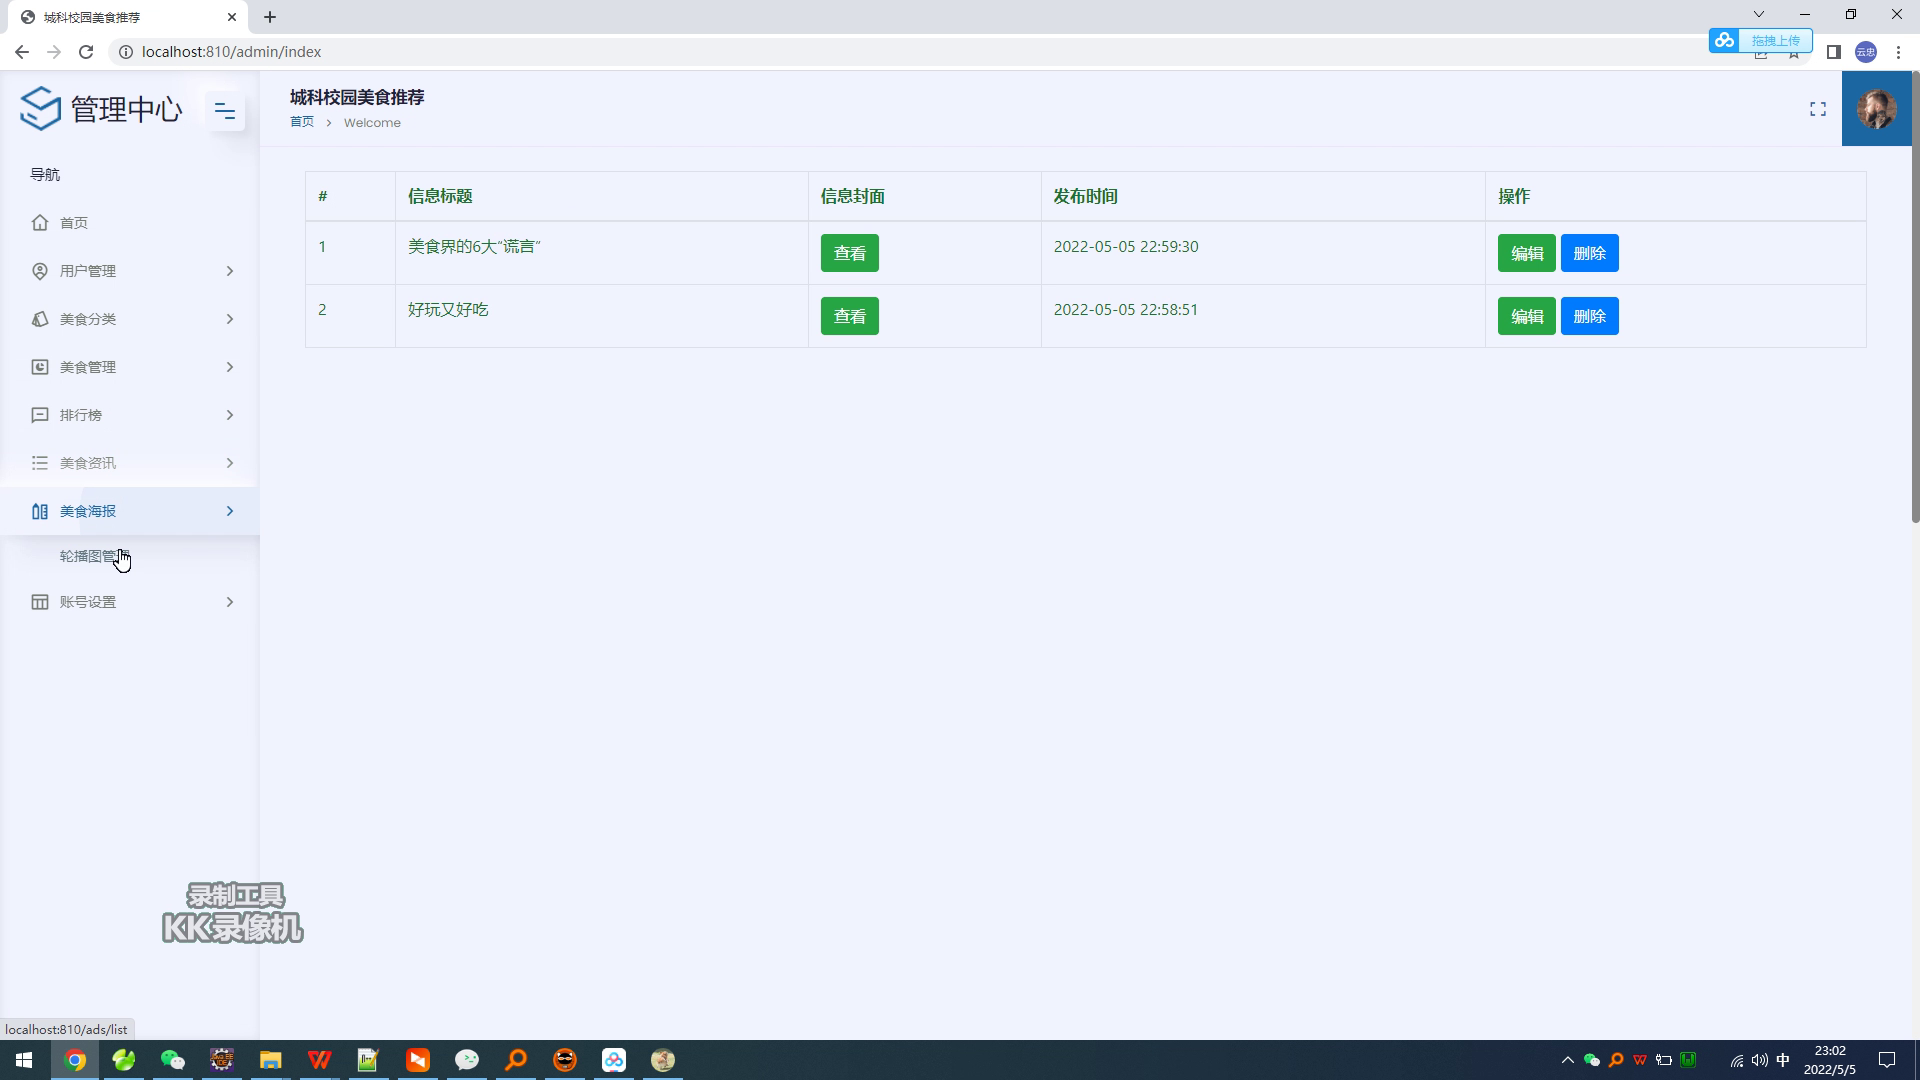 城科校园美食推荐
localhost:810/admin/index
拖拽上传
云忠
管理中心
城科校园美食推荐
首页 > Welcome
导航
首页
用户管理
美食分类
美食管理
排行榜
美食资讯
美食海报
轮播图管
账号设置
# 信息标题 信息封面 发布时间 操作
1 美食界的6大“谎言” 查看 2022-05-05 22:59:30 编辑 删除
2 好玩又好吃 查看 2022-05-05 22:58:51 编辑 删除
录制工具
KK录像机
localhost:810/ads/list
中
23:02
2022/5/5